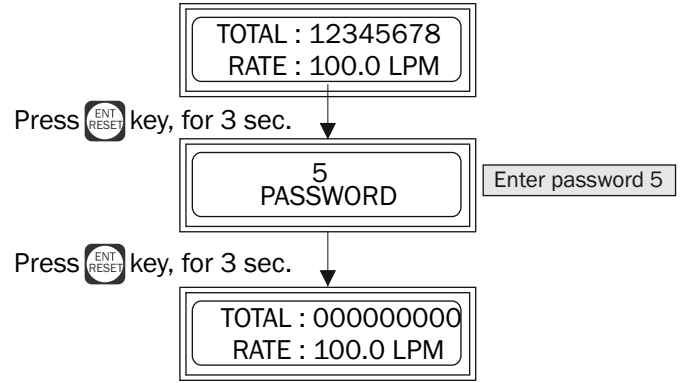 TOTAL : 12345678
RATE : 100.0 LPM
Press ENT RESET key, for 3 sec.
5
PASSWORD
Enter password 5
Press ENT RESET key, for 3 sec.
TOTAL : 000000000
RATE : 100.0 LPM